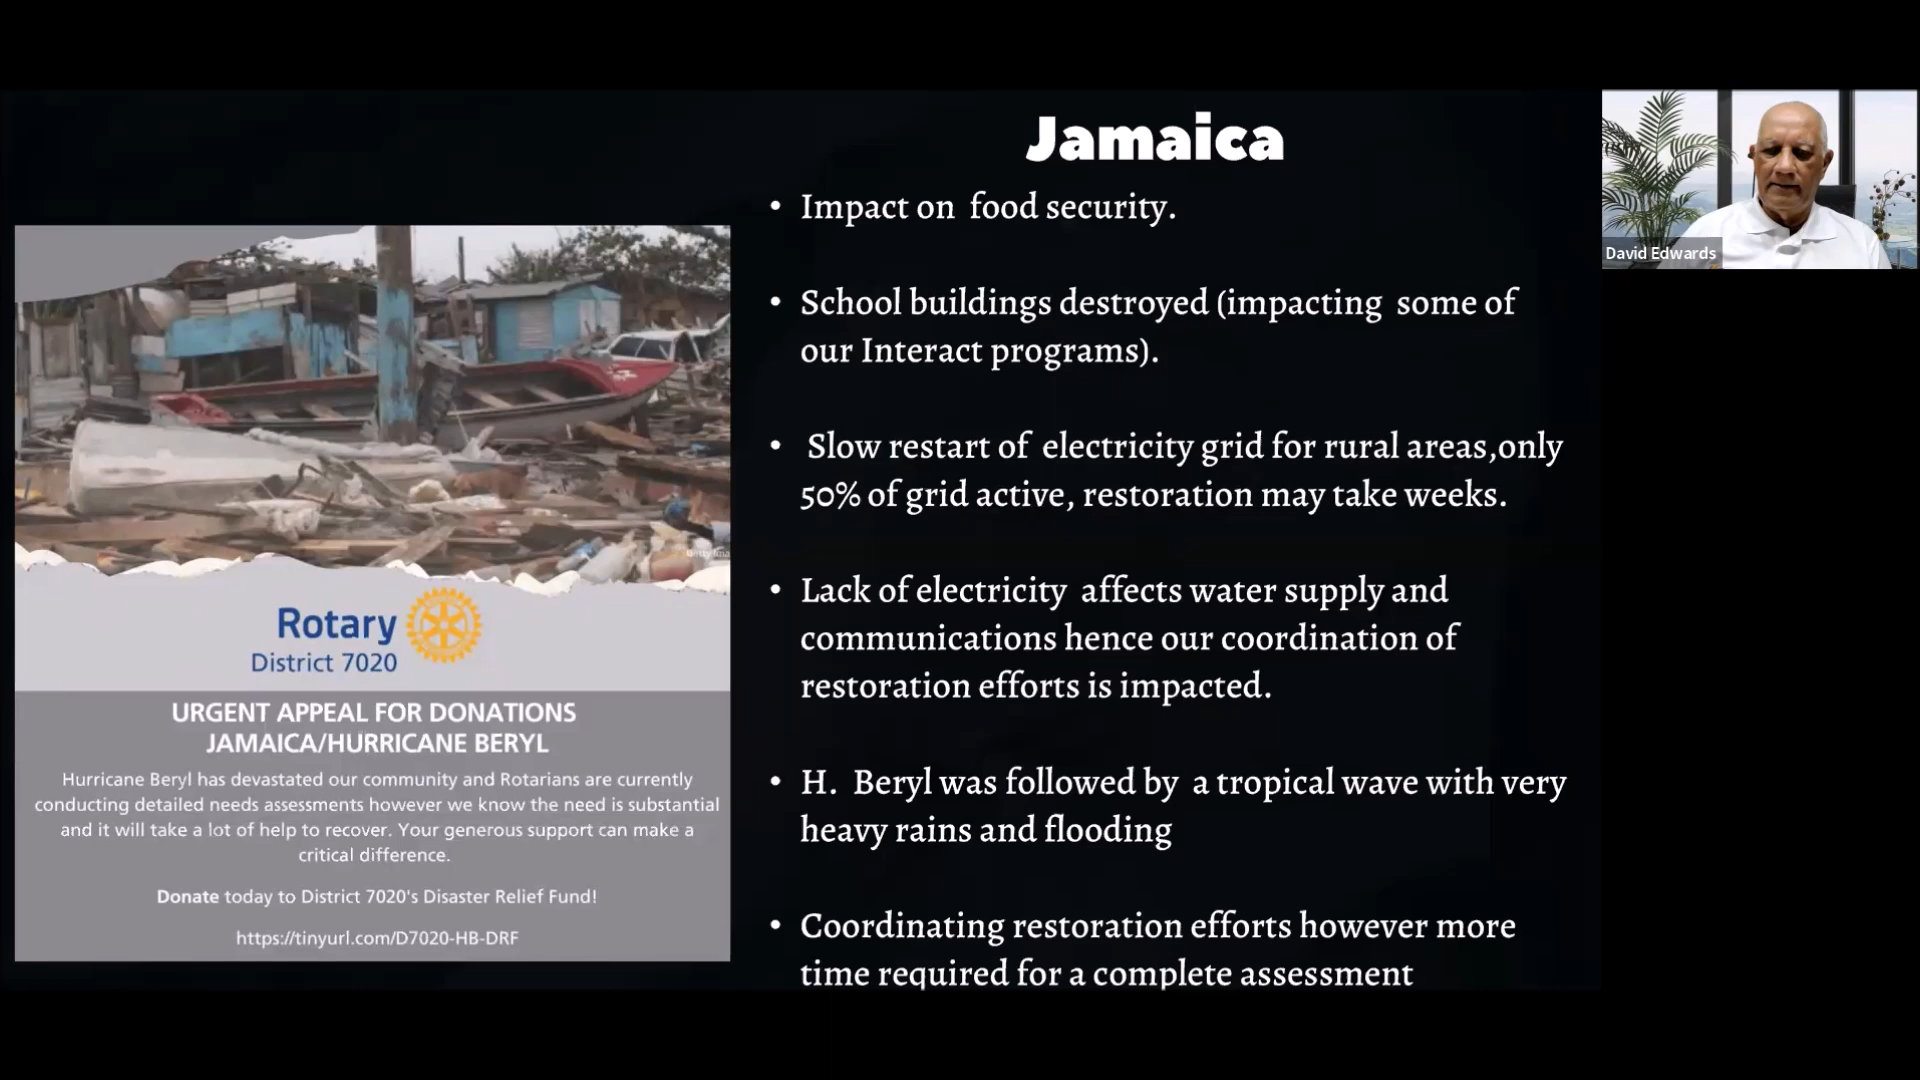 Jamaica
• Impact on food security.
• School buildings destroyed (impacting some of
our Interact programs).
• Slow restart of electricity grid for rural areas,only
50% of grid active, restoration may take weeks.
• Lack of electricity affects water supply and
communications hence our coordination of
restoration efforts is impacted.
• H. Beryl was followed by a tropical wave with very
heavy rains and flooding
• Coordinating restoration efforts however more
time required for a complete assessment
Rotary
District 7020
URGENT APPEAL FOR DONATIONS
JAMAICA/HURRICANE BERYL
Hurricane Beryl has devastated our community and Rotarians are currently
conducting detailed needs assessments however we know the need is substantial
and it will take a lot of help to recover. Your generous support can make a
critical difference.
Donate today to District 7020's Disaster Relief Fund!
https://tinyurl.com/D7020-HB-DRF
David Edwards